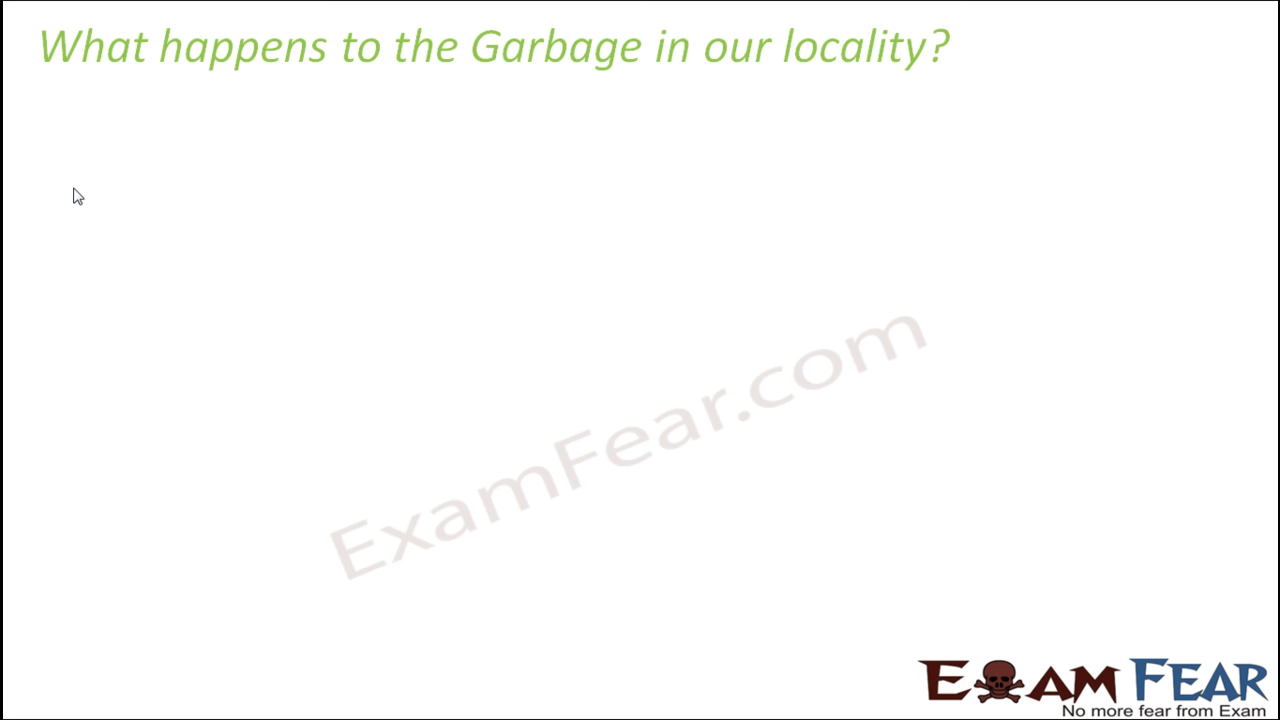 What happens to the Garbage in our locality?
ExamFear.com
EXAM FEAR
No more fear from Exam